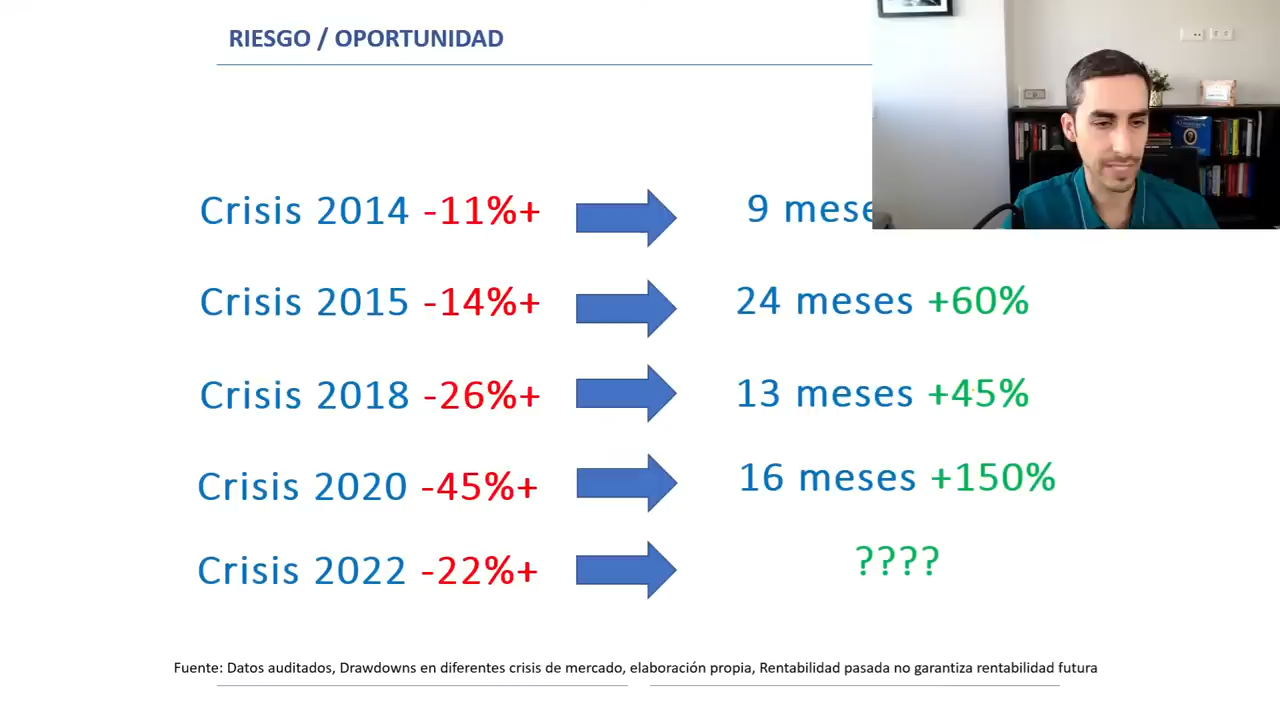 RIESGO / OPORTUNIDAD
Crisis 2014 -11%+ 9
Crisis 2015 -14%+ 24 meses +60%
Crisis 2018 -26%+ 13 meses +45%
Crisis 2020 -45%+ 16 meses +150%
Crisis 2022 -22%+ ????
Fuente: Datos auditados, Drawdowns en diferentes crisis de mercado, elaboración propia, Rentabilidad pasada no garantiza rentabilidad futura